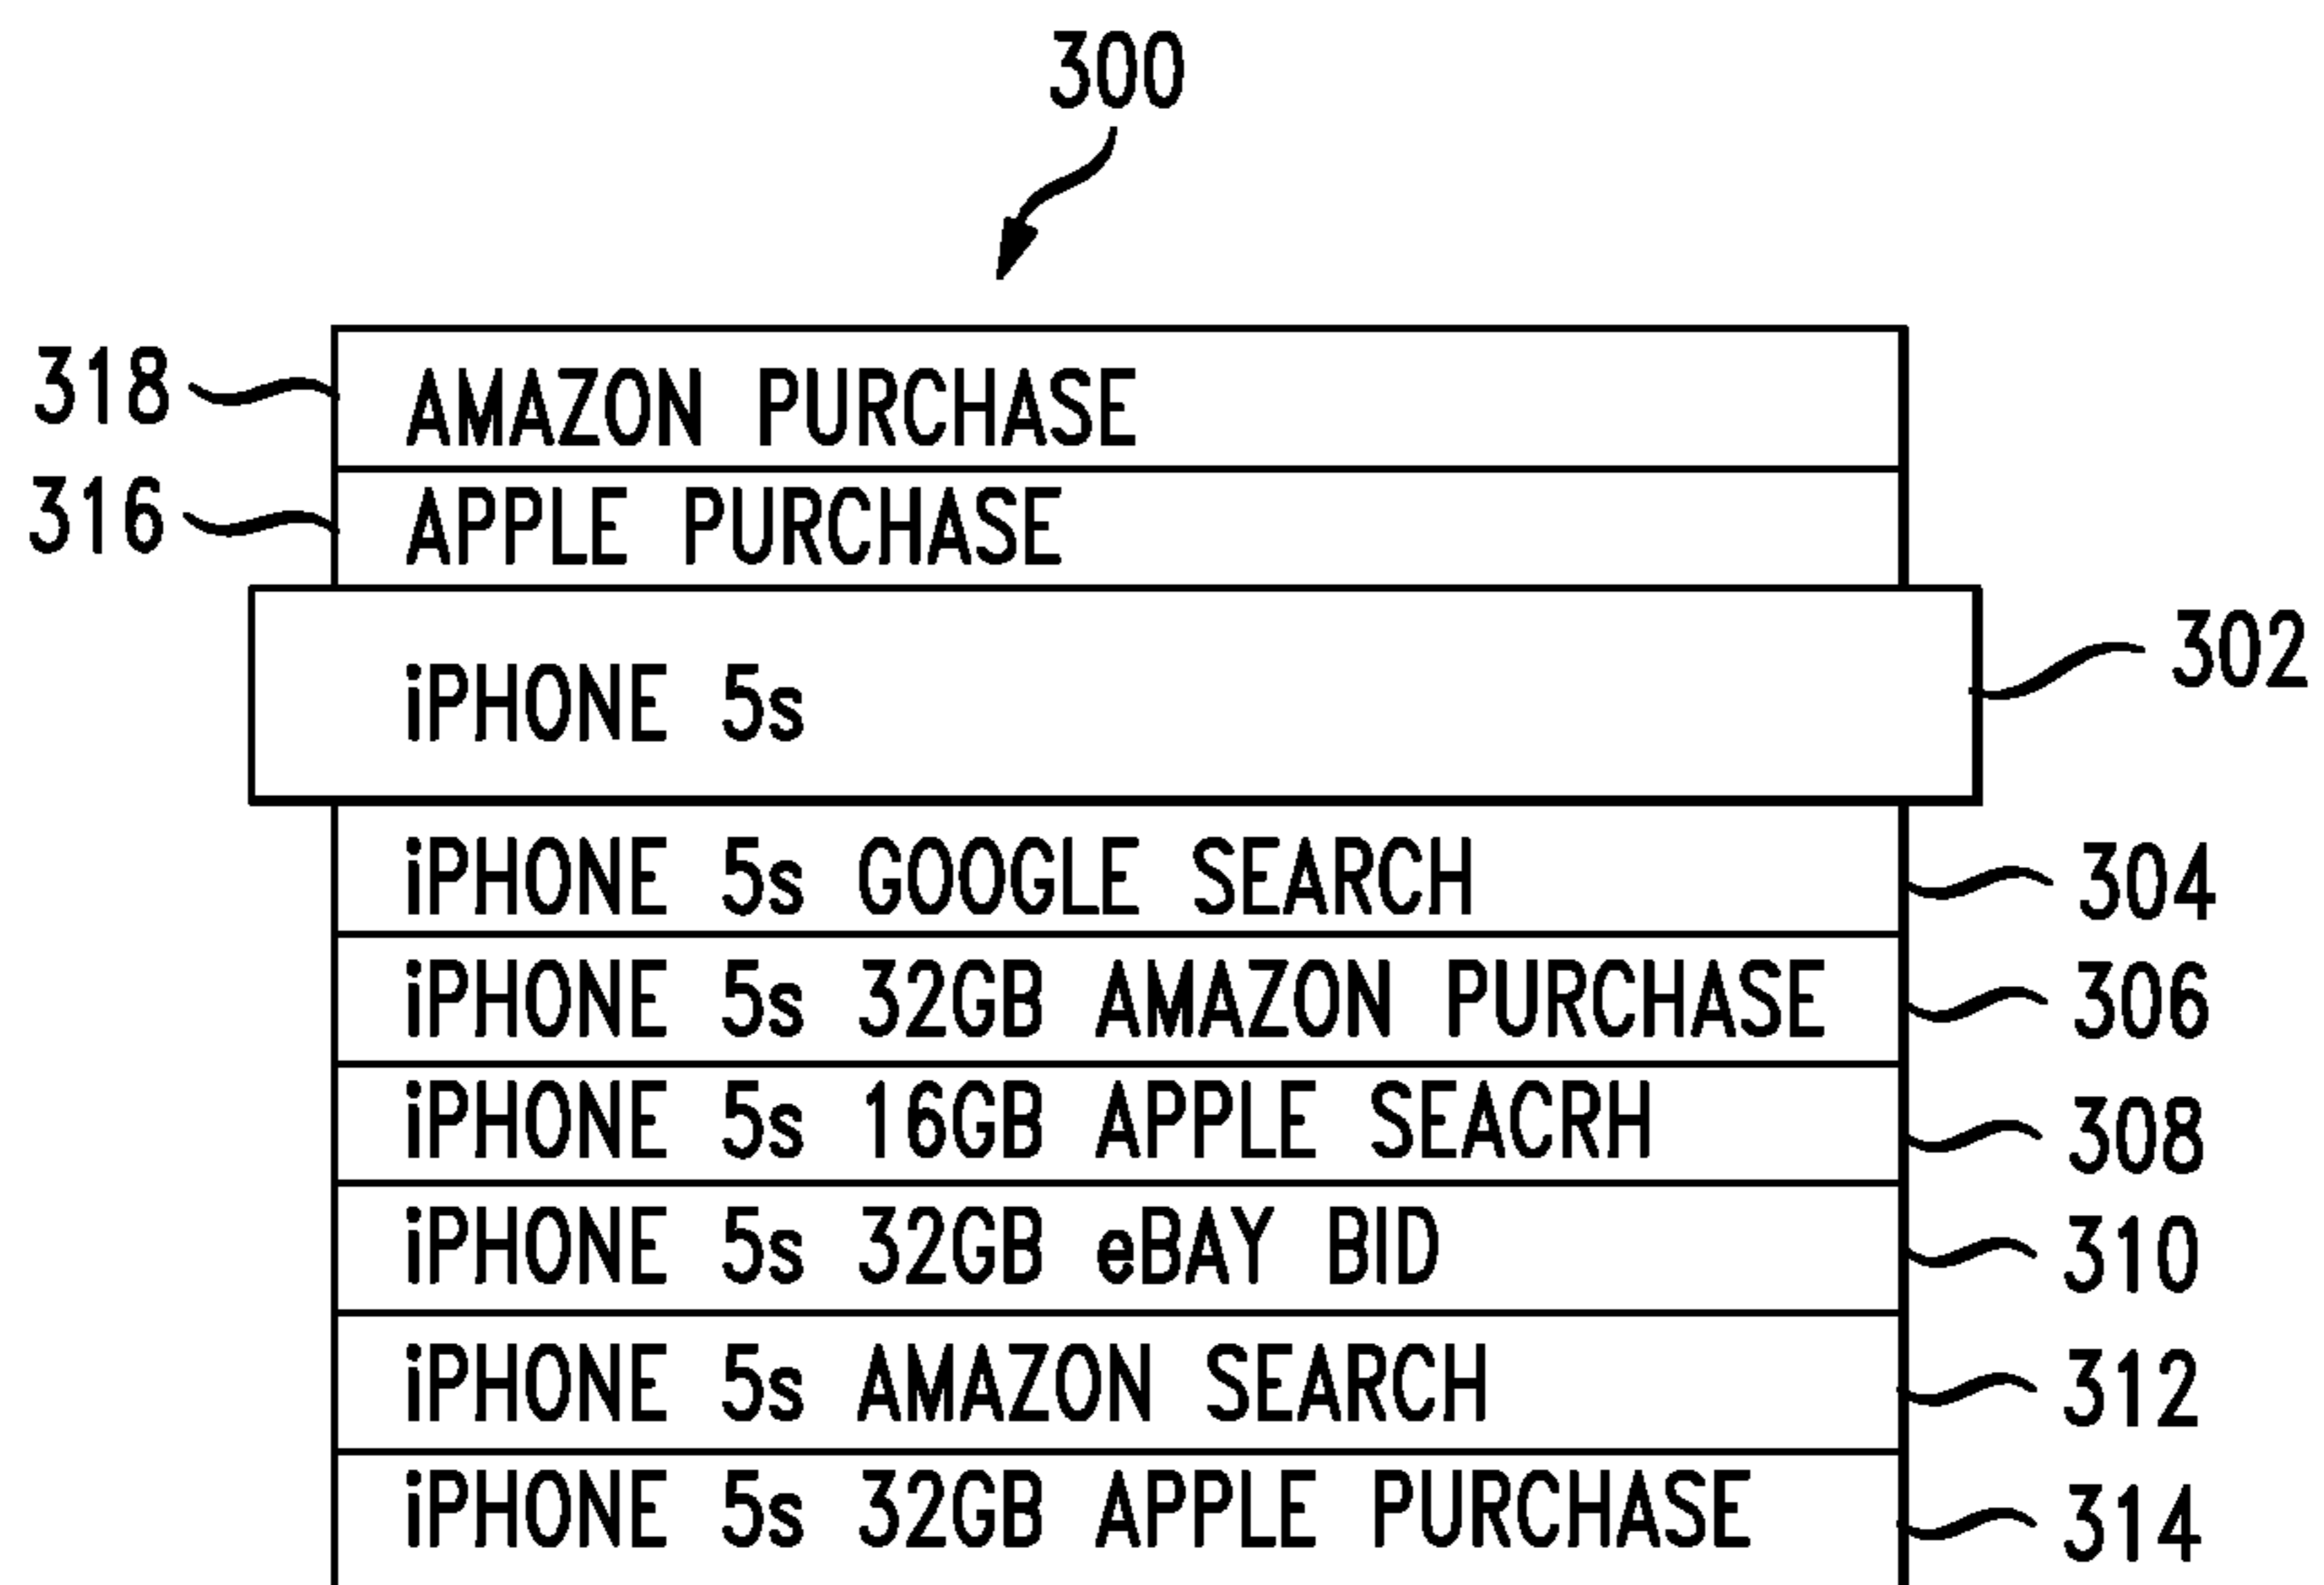 300
318 AMAZON PURCHASE
316 APPLE PURCHASE
iPHONE 5s 302
iPHONE 5s GOOGLE SEARCH 304
iPHONE 5s 32GB AMAZON PURCHASE 306
iPHONE 5s 16GB APPLE SEACRH 308
iPHONE 5s 32GB eBAY BID 310
iPHONE 5s AMAZON SEARCH 312
iPHONE 5s 32GB APPLE PURCHASE 314